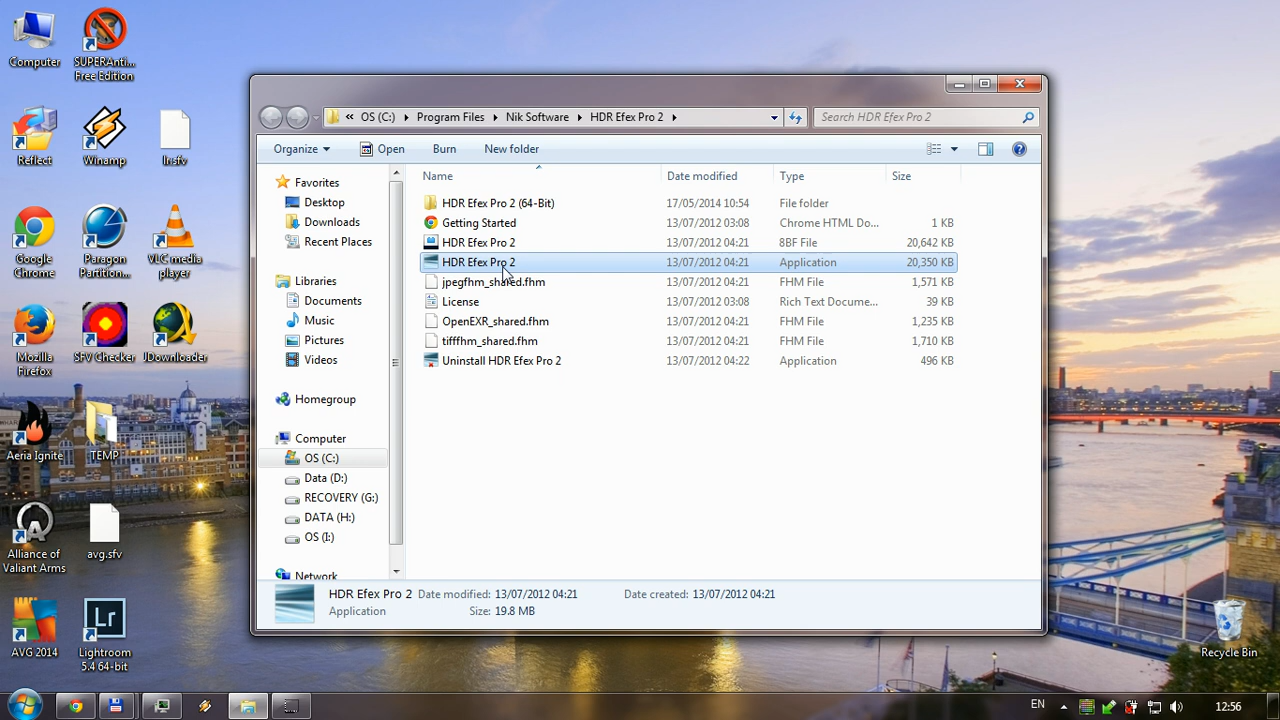 Computer
SUPERAnti...
Free Edition
Reflect
Winamp
Google
Chrome
Paragon
Partition...
VLC media
player
Mozilla
Firefox
SFV Checker
JDownloader
Aeria Ignite
TEMP
Alliance of
Valiant Arms
avg.sfv
AVG 2014
Lightroom
5.4 64-bit
Recycle Bin
« OS (C:) ▸ Program Files ▸ Nik Software ▸ HDR Efex Pro 2 ▸
Search HDR Efex Pro 2
Organize Open Burn New folder
Favorites
Desktop
Downloads
Recent Places
Libraries
Documents
Music
Pictures
Videos
Homegroup
Computer
OS (C:)
Data (D:)
RECOVERY (G:)
DATA (H:)
OS (I:)
Network
Name Date modified Type Size
HDR Efex Pro 2 (64-Bit) 17/05/2014 10:54 File folder
Getting Started 13/07/2012 03:08 Chrome HTML Do... 1 KB
HDR Efex Pro 2 13/07/2012 04:21 8BF File 20,642 KB
HDR Efex Pro 2 13/07/2012 04:21 Application 20,350 KB
jpegfhm_shared.fhm 13/07/2012 04:21 FHM File 1,571 KB
License 13/07/2012 03:08 Rich Text Docume... 39 KB
OpenEXR_shared.fhm 13/07/2012 04:21 FHM File 1,235 KB
tifffhm_shared.fhm 13/07/2012 04:21 FHM File 1,710 KB
Uninstall HDR Efex Pro 2 13/07/2012 04:22 Application 496 KB
HDR Efex Pro 2 Date modified: 13/07/2012 04:21 Date created: 13/07/2012 04:21
Application Size: 19.8 MB
EN 12:56